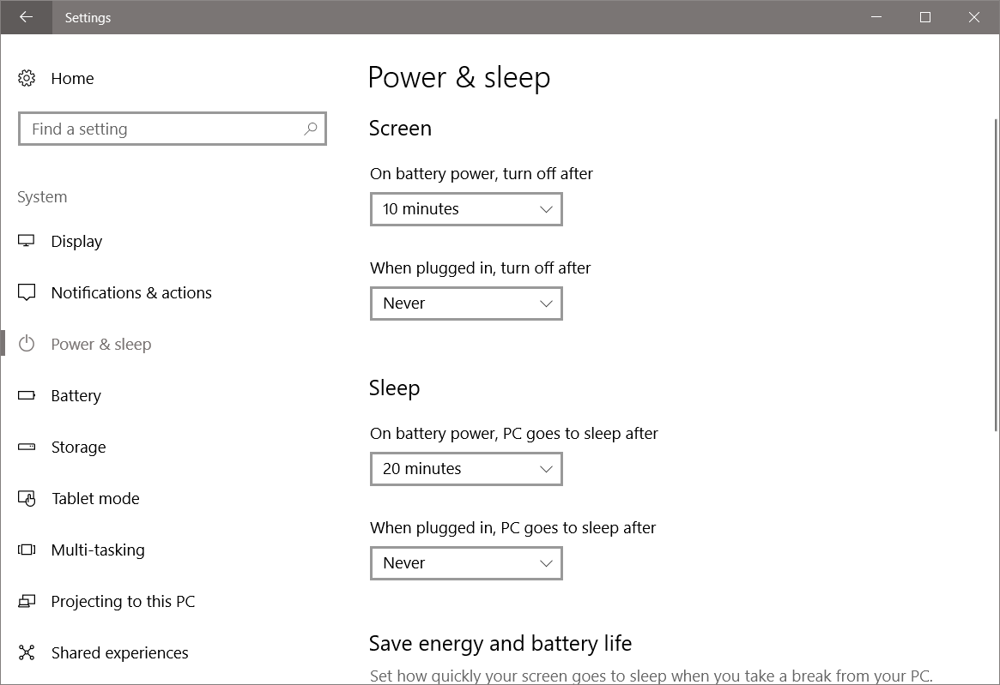 Settings
Home
Find a setting
System
Display
Notifications & actions
Power & sleep
Battery
Storage
Tablet mode
Multi-tasking
Projecting to this PC
Shared experiences
Power & sleep
Screen
On battery power, turn off after
10 minutes
When plugged in, turn off after
Never
Sleep
On battery power, PC goes to sleep after
20 minutes
When plugged in, PC goes to sleep after
Never
Save energy and battery life
Set how quickly your screen goes to sleep when you take a break from your PC.